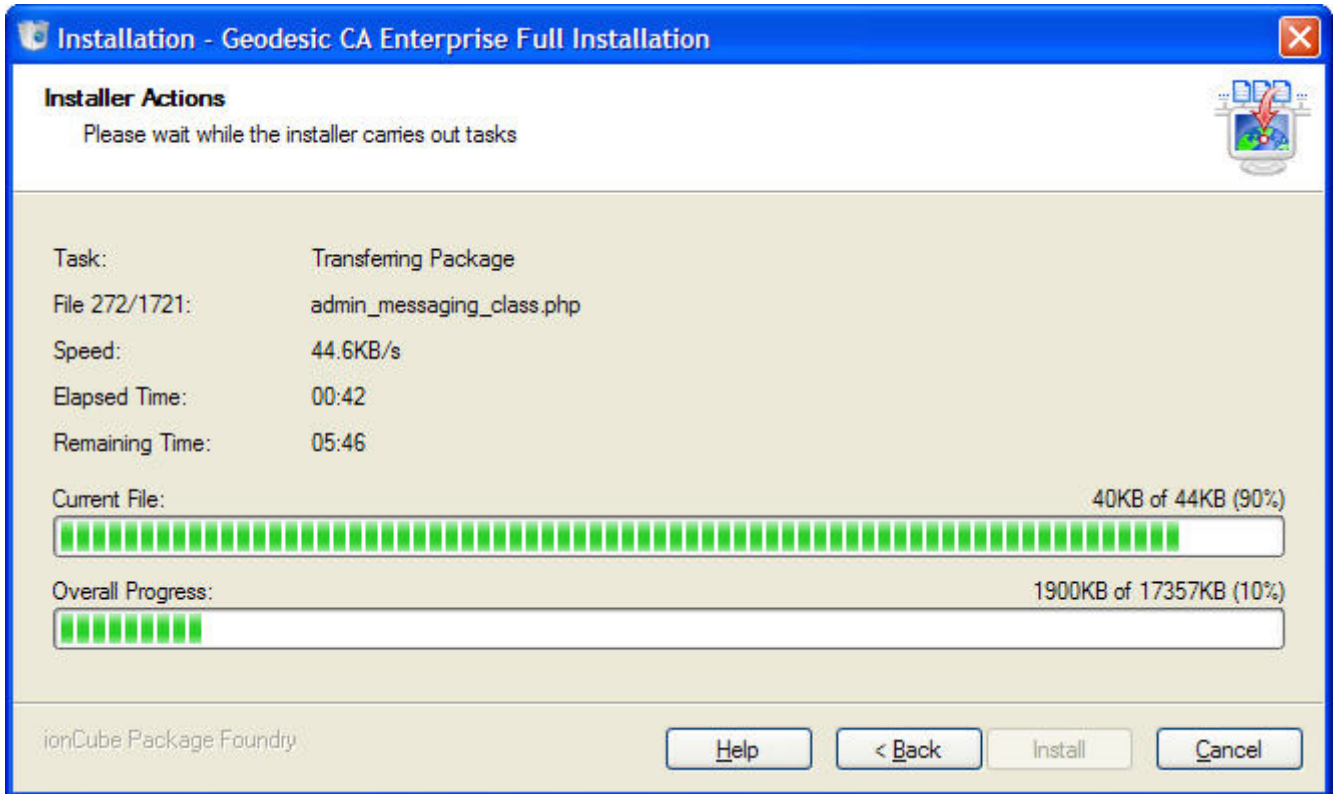 Installation - Geodesic CA Enterprise Full Installation
Installer Actions
Please wait while the installer carries out tasks
Task: Transferring Package
File 272/1721: admin_messaging_class.php
Speed: 44.6KB/s
Elapsed Time: 00:42
Remaining Time: 05:46
Current File: 40KB of 44KB (90%)
Overall Progress: 1900KB of 17357KB (10%)
ionCube Package Foundry
Help < Back Install Cancel